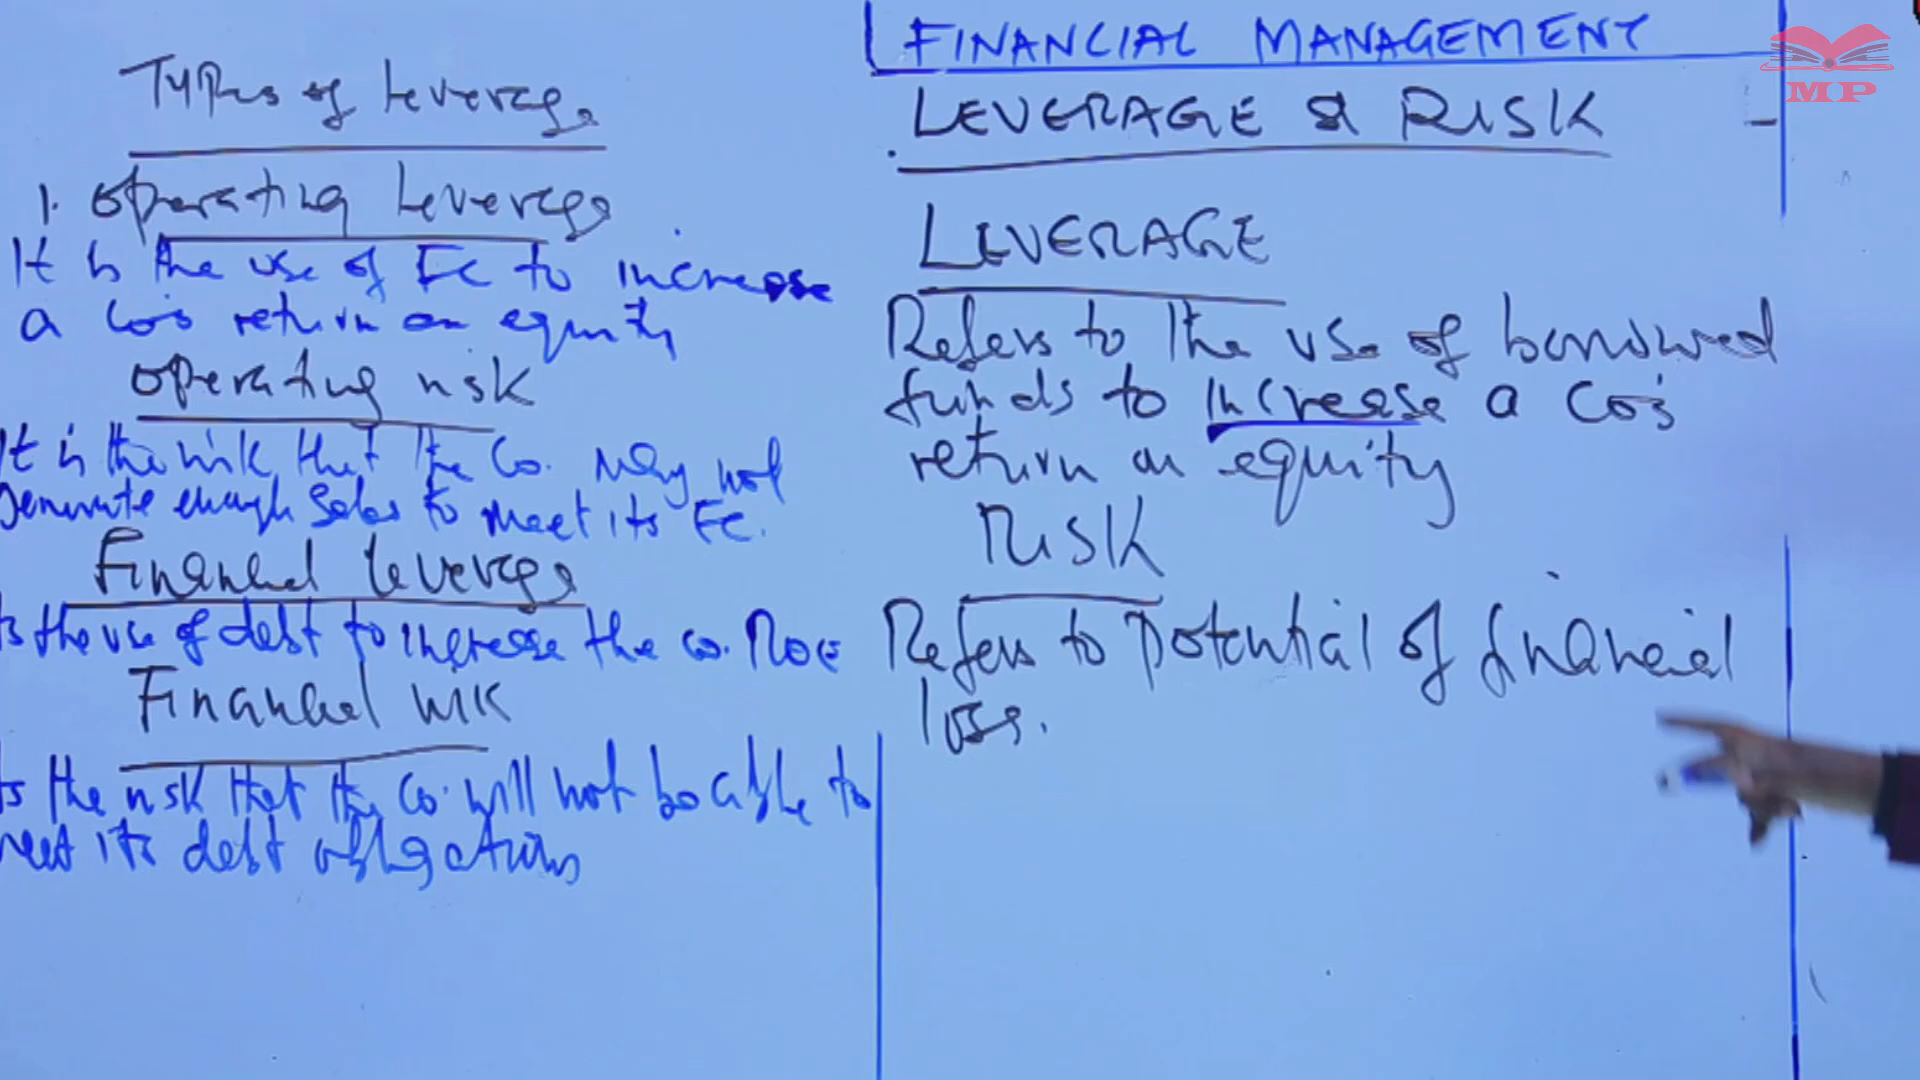 FINANCIAL MANAGEMENT
LEVERAGE & RISK
LEVERAGE
Refers to the use of borrowed
funds to increase a Co's
return on equity
RISK
Refers to potential of financial
loss.
Types of leverage
1. Operating leverage
It is the use of FC to increase
a Co's return on equity
Operating risk
It is the risk that the Co. may not
Generate enough Sales to meet its FC.
Financial leverage
Is the use of debt to increase the Co. ROE
Financial risk
Is the risk that the Co. will not be able to
meet its debt obligations
MP